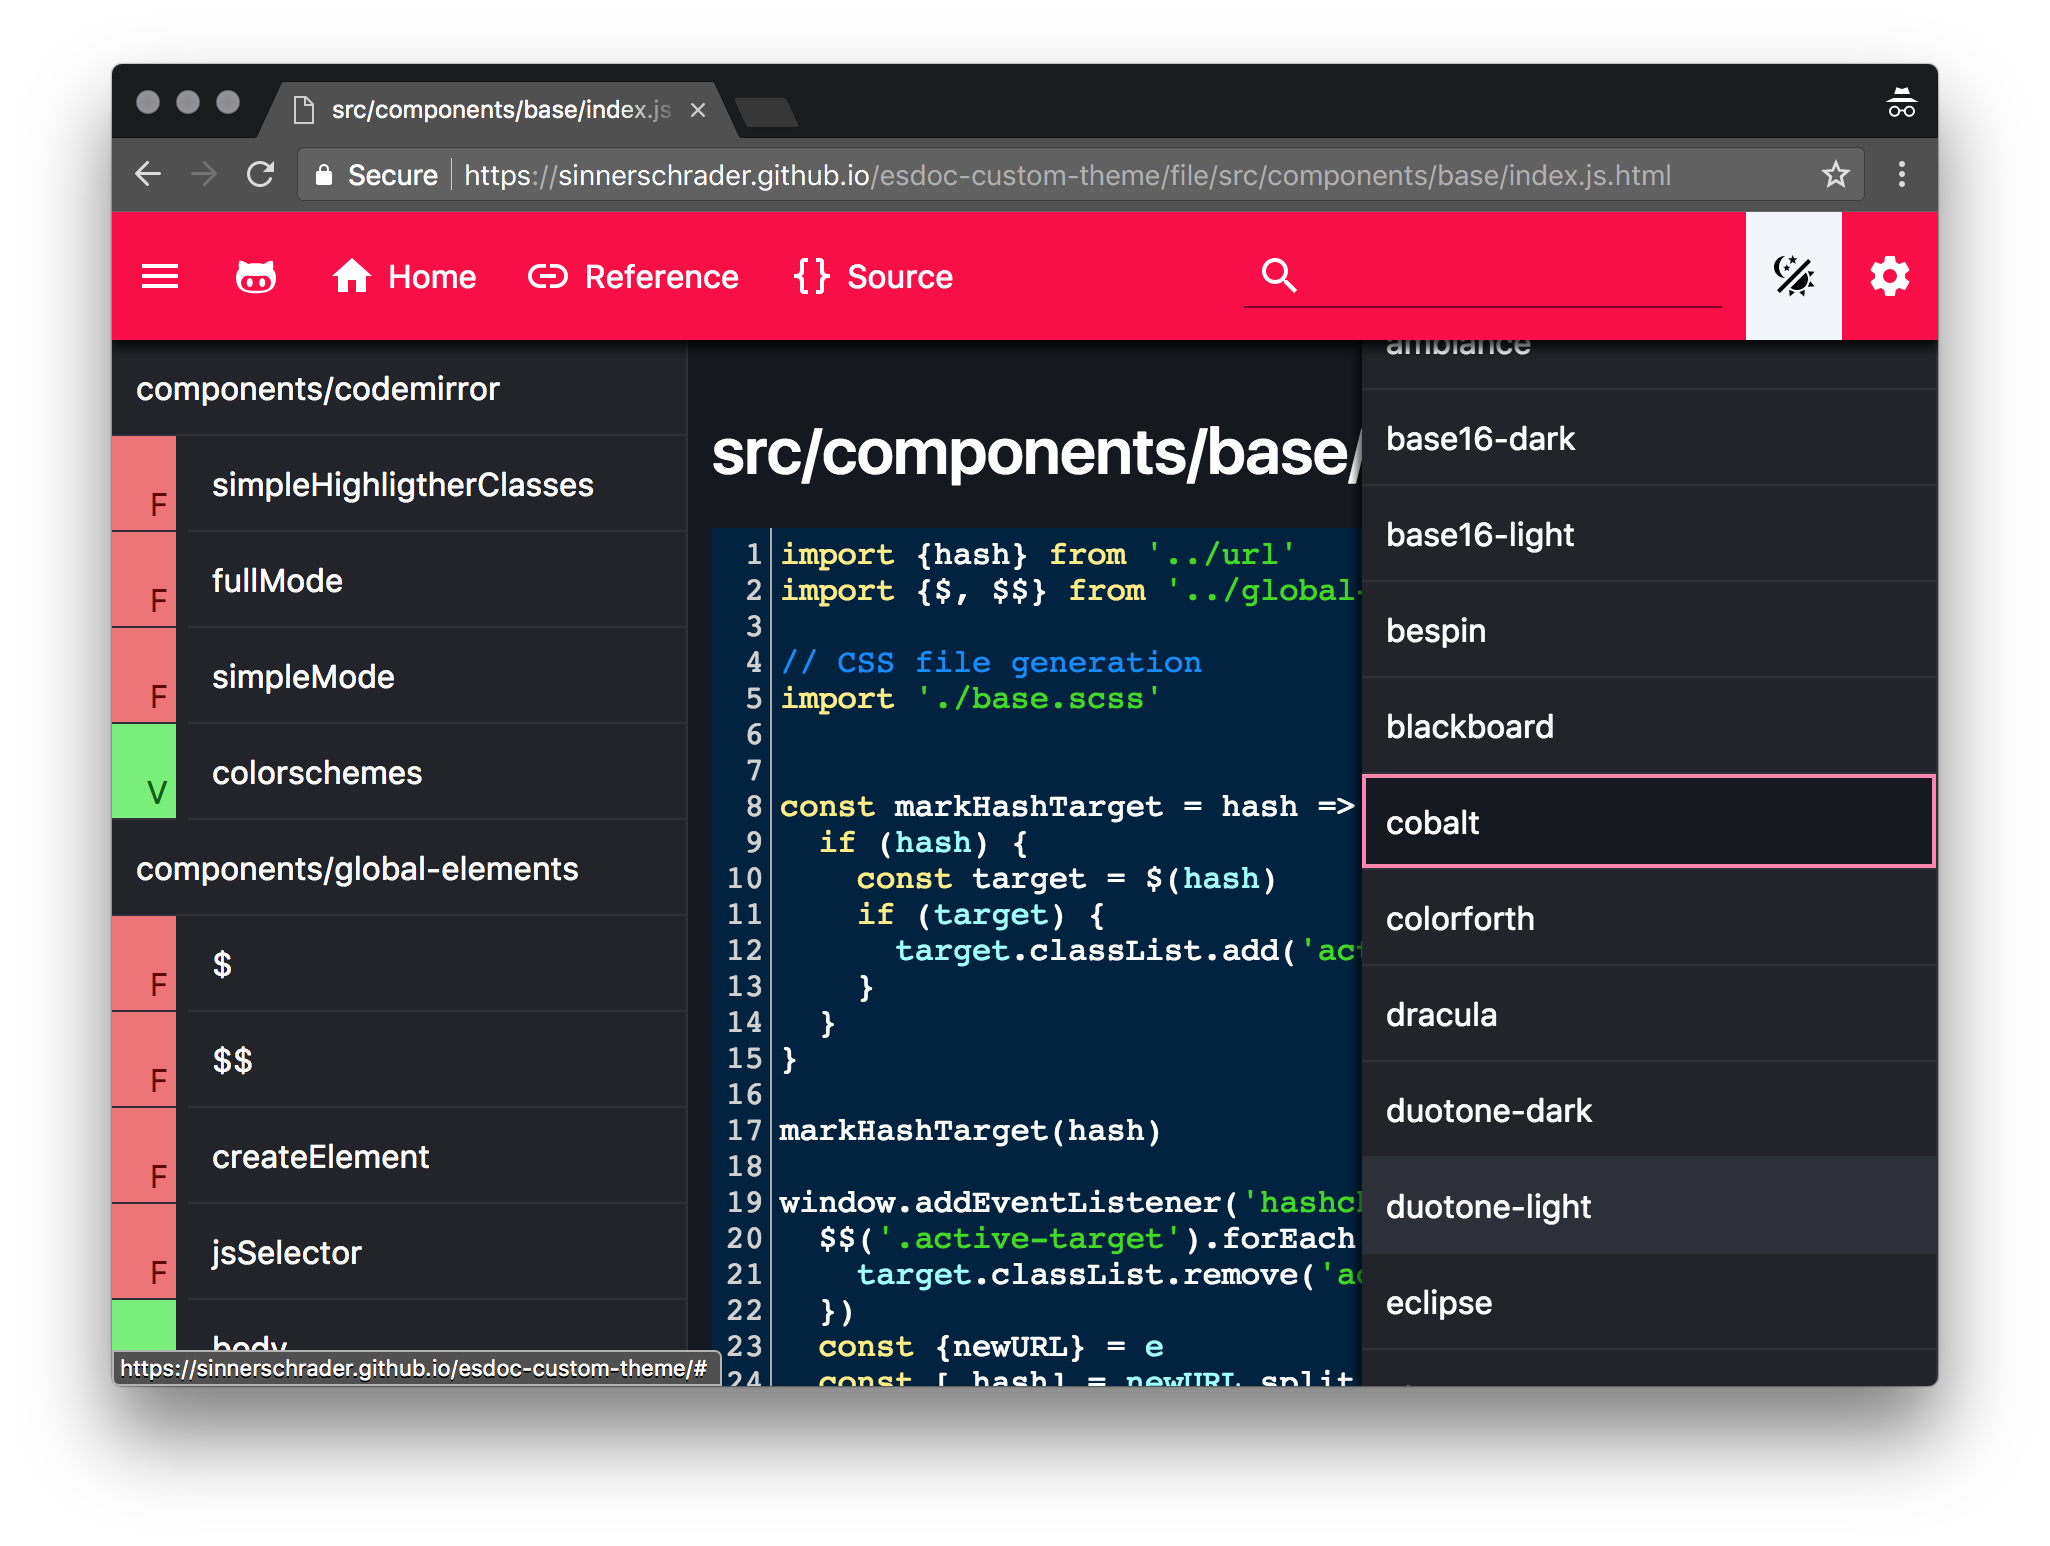 src/components/base/index.js
Secure
https://sinnerschrader.github.io/esdoc-custom-theme/file/src/components/base/index.js.html
Home
Reference
Source
components/codemirror
F
simpleHighligtherClasses
F
fullMode
F
simpleMode
V
colorschemes
components/global-elements
F
$
F
$$
F
createElement
F
jsSelector
body
https://sinnerschrader.github.io/esdoc-custom-theme/#
src/components/base/
1 import {hash} from '../url'
2 import {$, $$} from '../global-
3
4 // CSS file generation
5 import './base.scss'
6
7
8 const markHashTarget = hash =>
9 if (hash) {
10 const target = $(hash)
11 if (target) {
12 target.classList.add('ac
13 }
14 }
15 }
16
17 markHashTarget(hash)
18
19 window.addEventListener('hashc
20 $$('.active-target').forEach
21 target.classList.remove('a
22 })
23 const {newURL} = e
24 const [ hash] = newURL split
ambiance
base16-dark
base16-light
bespin
blackboard
cobalt
colorforth
dracula
duotone-dark
duotone-light
eclipse